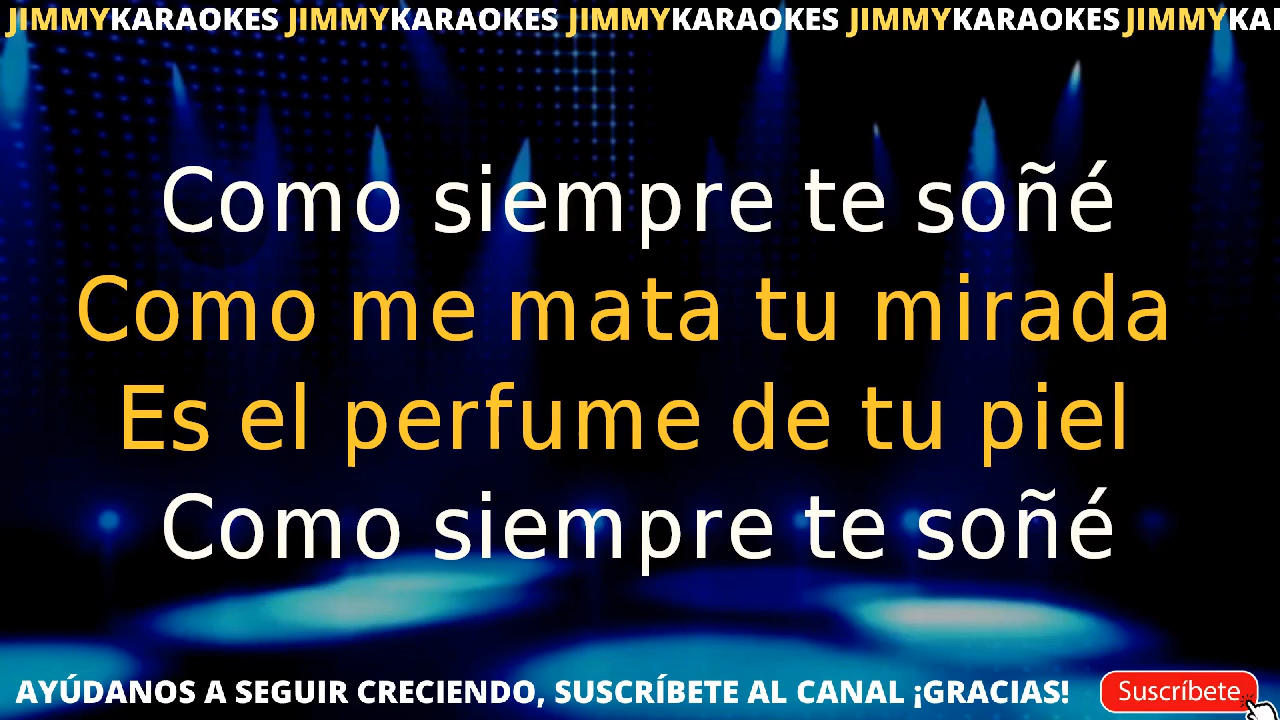 JIMMYKARAOKES JIMMYKARAOKES JIMMYKARAOKES JIMMYKARAOKES JIMMYKA
Como siempre te soñé
Como me mata tu mirada
Es el perfume de tu piel
Como siempre te soñé
AYÚDANOS A SEGUIR CRECIENDO, SUSCRÍBETE AL CANAL ¡GRACIAS! Suscríbete